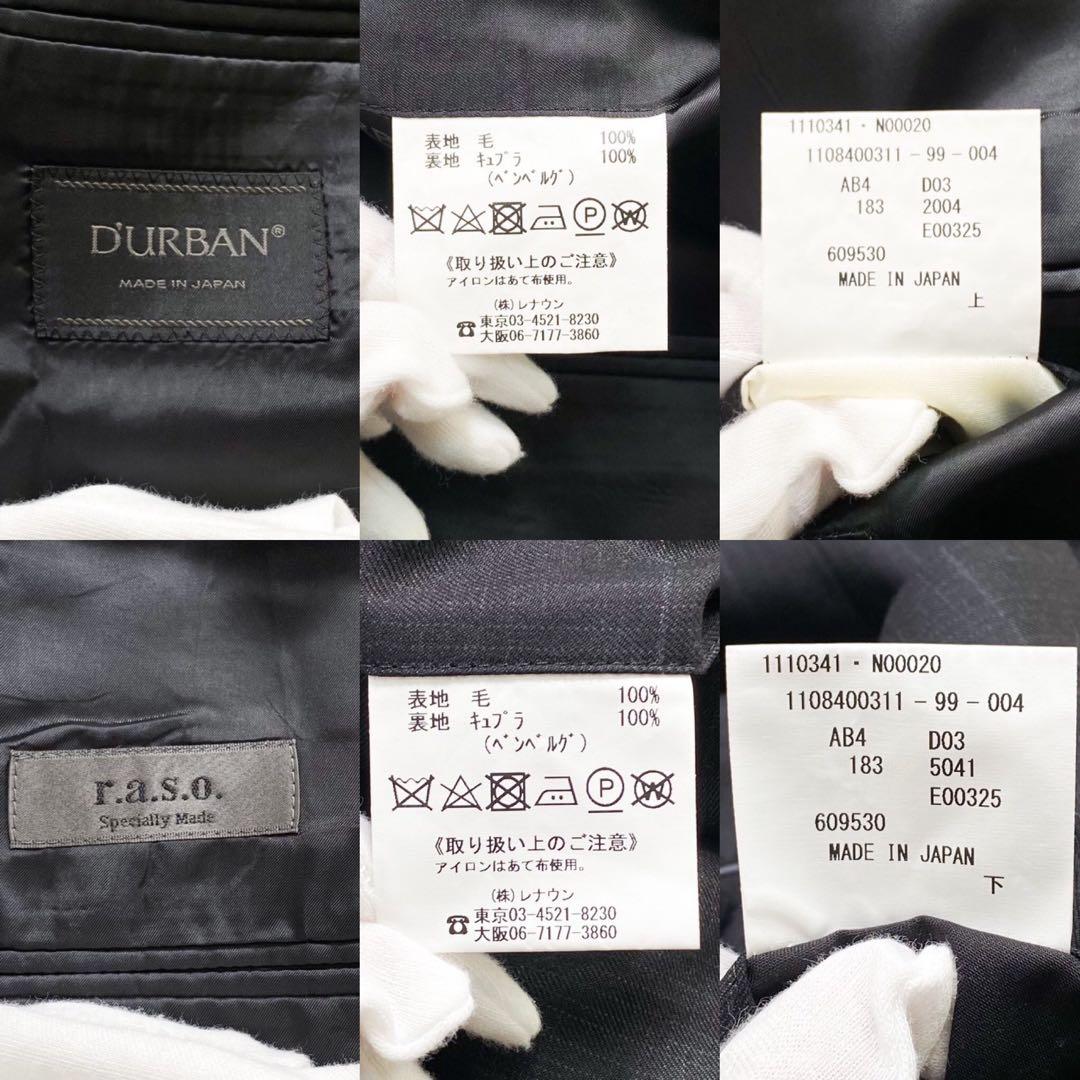 D'URBAN®
MADE IN JAPAN
表地 毛 100%
裏地 ｷｭﾌﾟﾗ 100%
(ﾍﾞﾝﾍﾞﾙｸﾞ)
P W
《取り扱い上のご注意》
アイロンはあて布使用。
(株)レナウン
☎東京03-4521-8230
大阪06-7177-3860
1110341・N00020
1108400311-99-004
AB4 D03
183 2004
E00325
609530
MADE IN JAPAN
上
r.a.s.o.
Specially Made
表地 毛 100%
裏地 ｷｭﾌﾟﾗ 100%
(ﾍﾞﾝﾍﾞﾙｸﾞ)
P W
《取り扱い上のご注意》
アイロンはあて布使用。
(株)レナウン
☎東京03-4521-8230
大阪06-7177-3860
1110341・N00020
1108400311-99-004
AB4 D03
183 5041
E00325
609530
MADE IN JAPAN
下